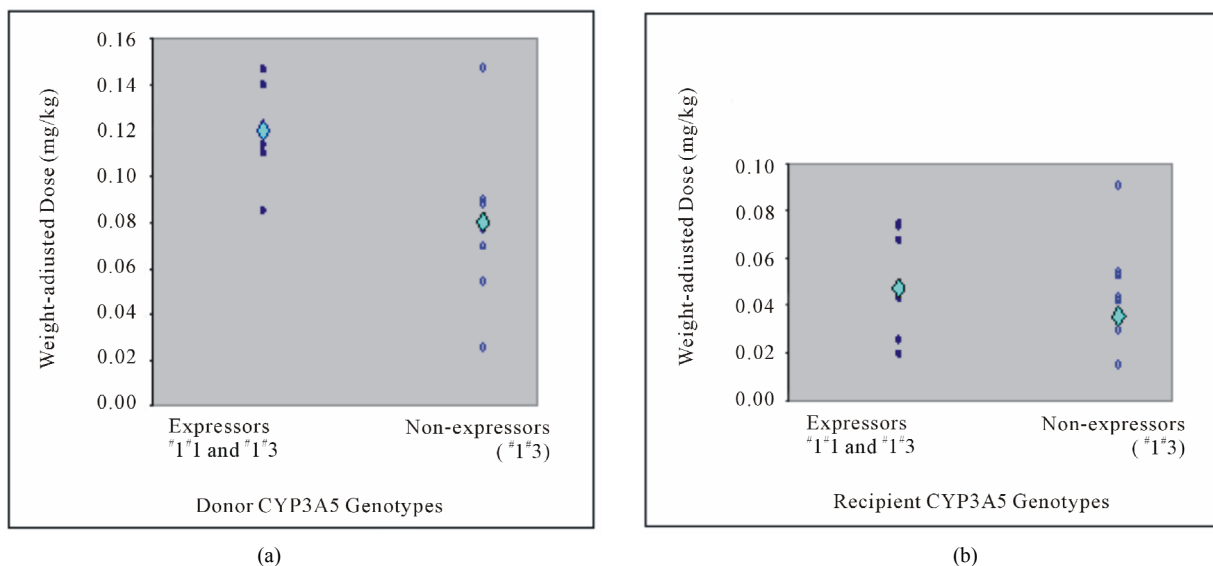 Weight-adiusted Dose (mg/kg)
0.16
0.14
0.12
0.10
0.08
0.06
0.04
0.02
0.00
Expressors
#1#1 and #1#3
Non-expressors
( #1#3)
Donor CYP3A5 Genotypes
(a)
Weight-adiusted Dose (mg/kg)
0.10
0.08
0.06
0.04
0.02
0.00
Expressors
#1#1 and #1#3
Non-expressors
( #1#3)
Recipient CYP3A5 Genotypes
(b)